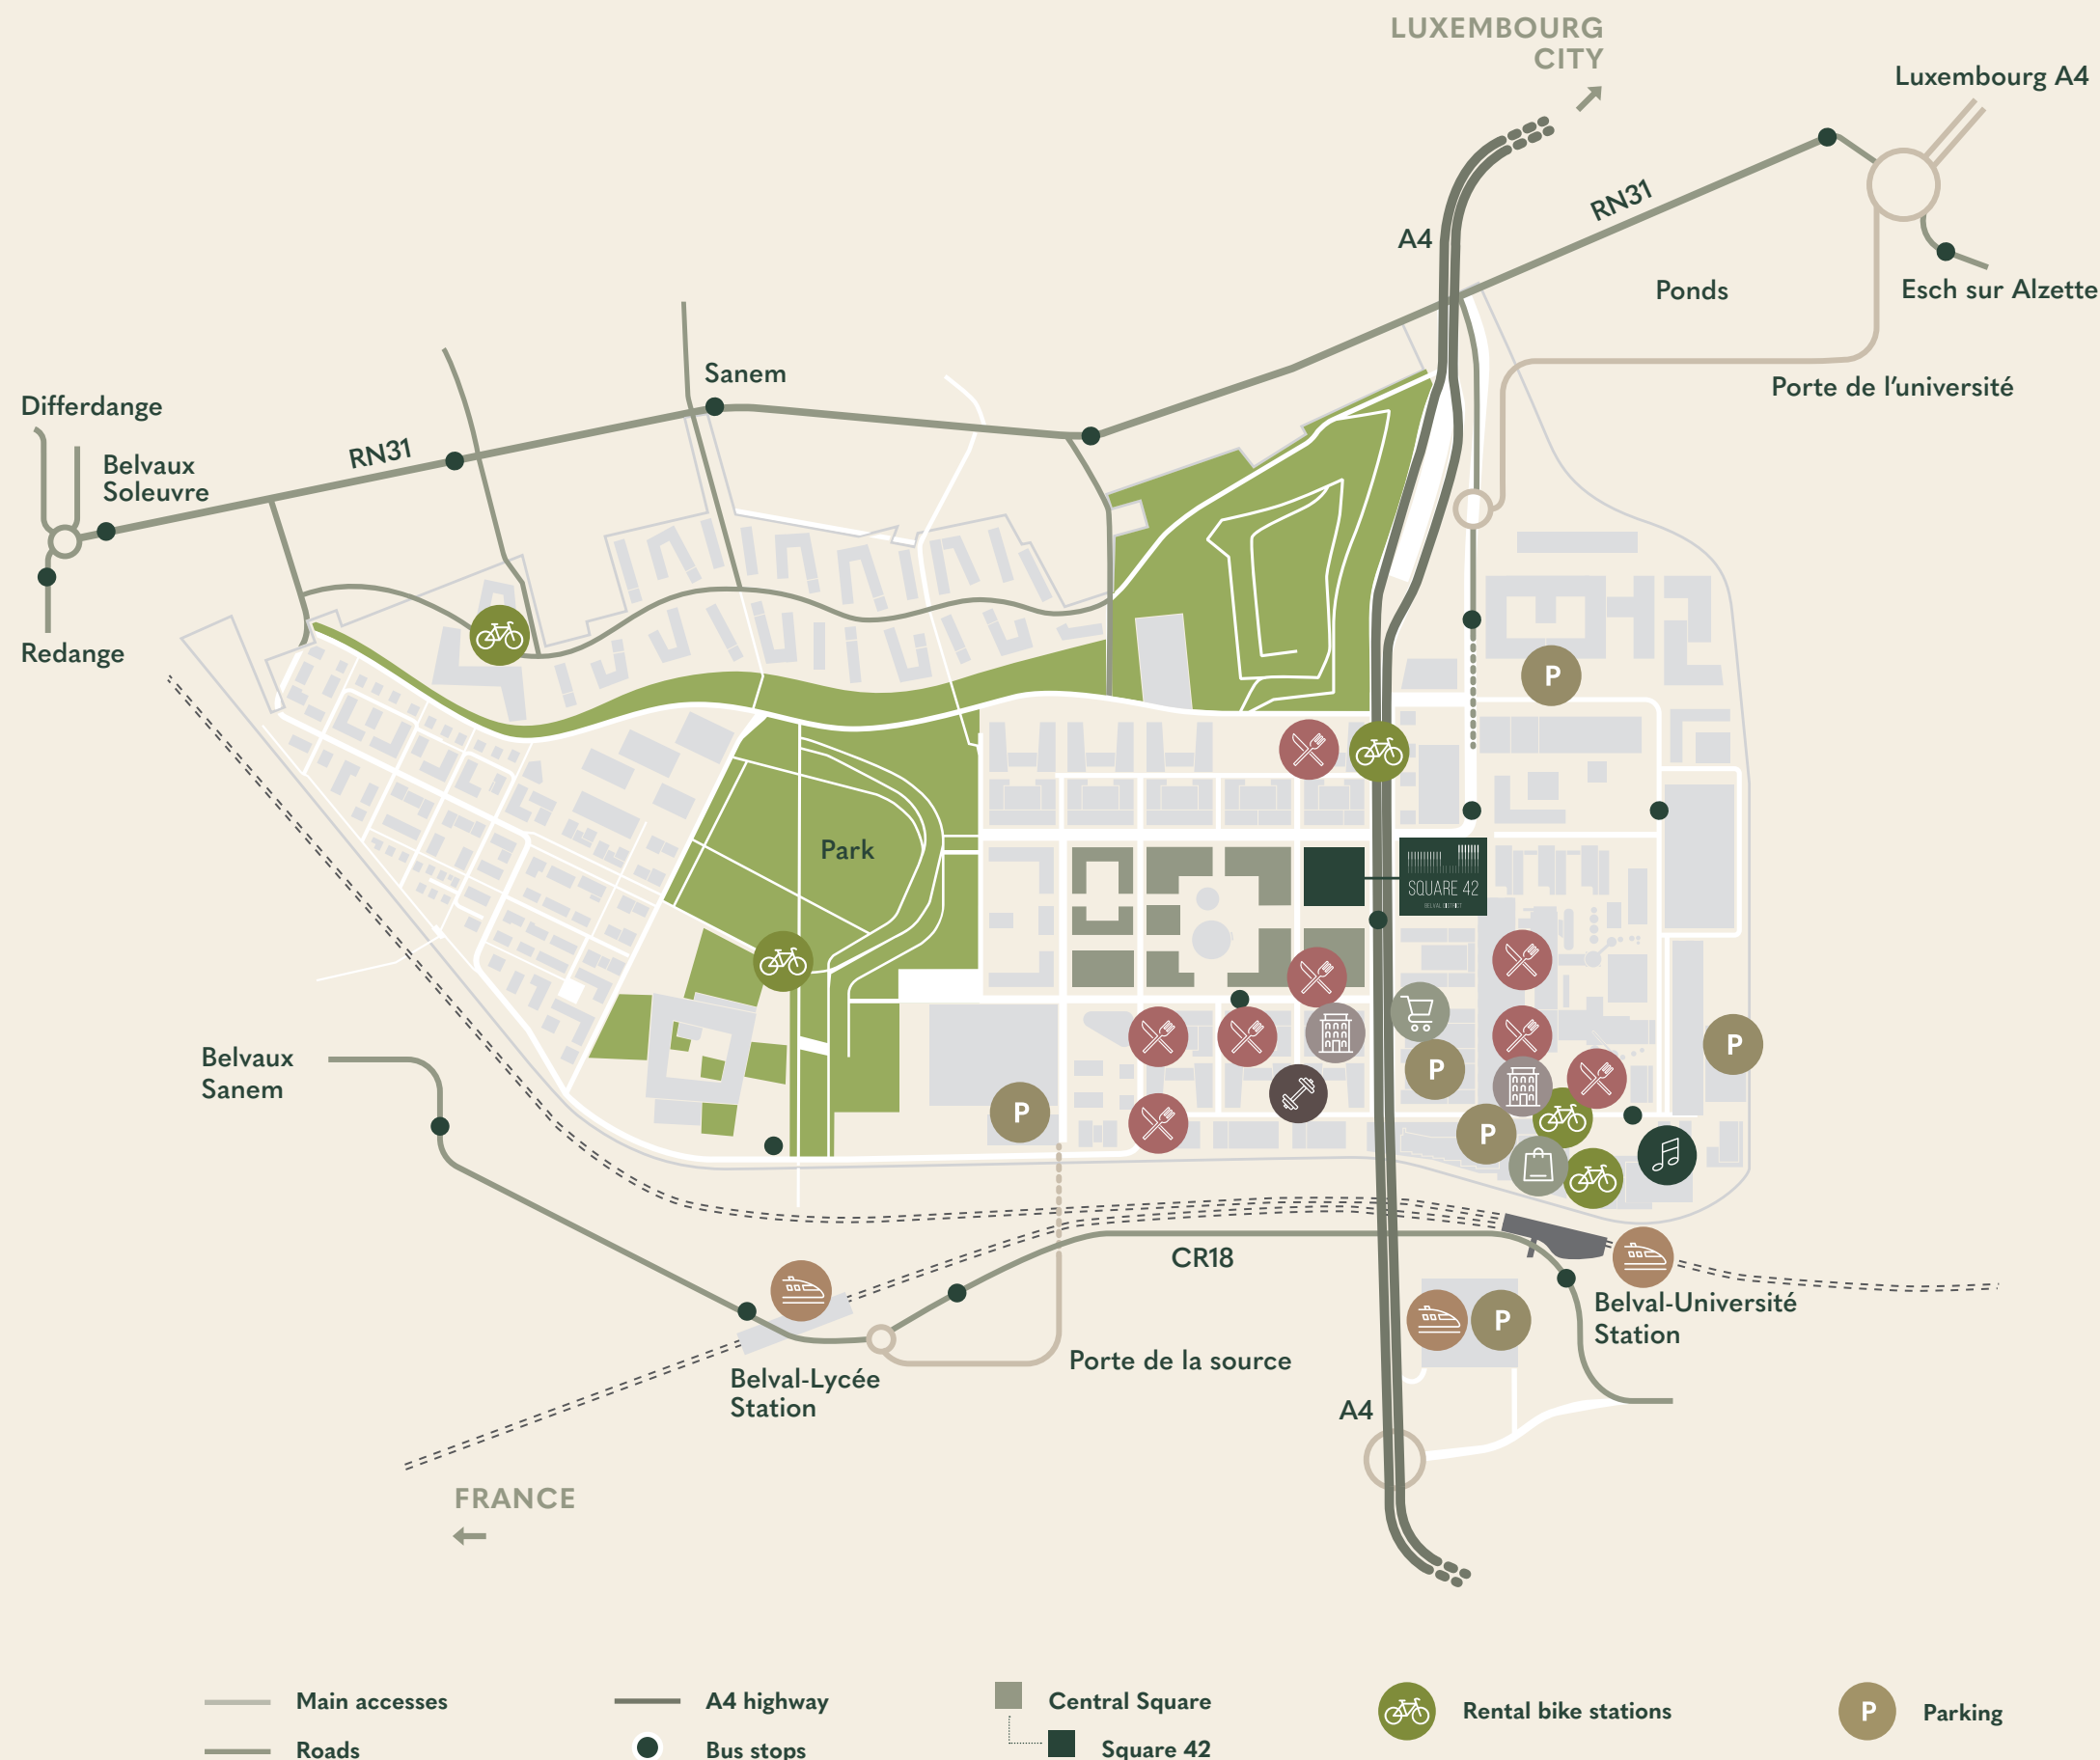 LUXEMBOURG
CITY
Luxembourg A4
RN31
A4
Ponds
Esch sur Alzette
Sanem
Porte de l'université
Differdange
RN31
Belvaux
Soleuvre
Redange
Park
SQUARE 42
BELVAL DISTRICT
P
P
P
P
P
P
Belvaux
Sanem
CR18
Belval-Université
Station
Porte de la source
Belval-Lycée
Station
A4
FRANCE
Main accesses
A4 highway
Central Square
Rental bike stations
P
Parking
Roads
Bus stops
Square 42